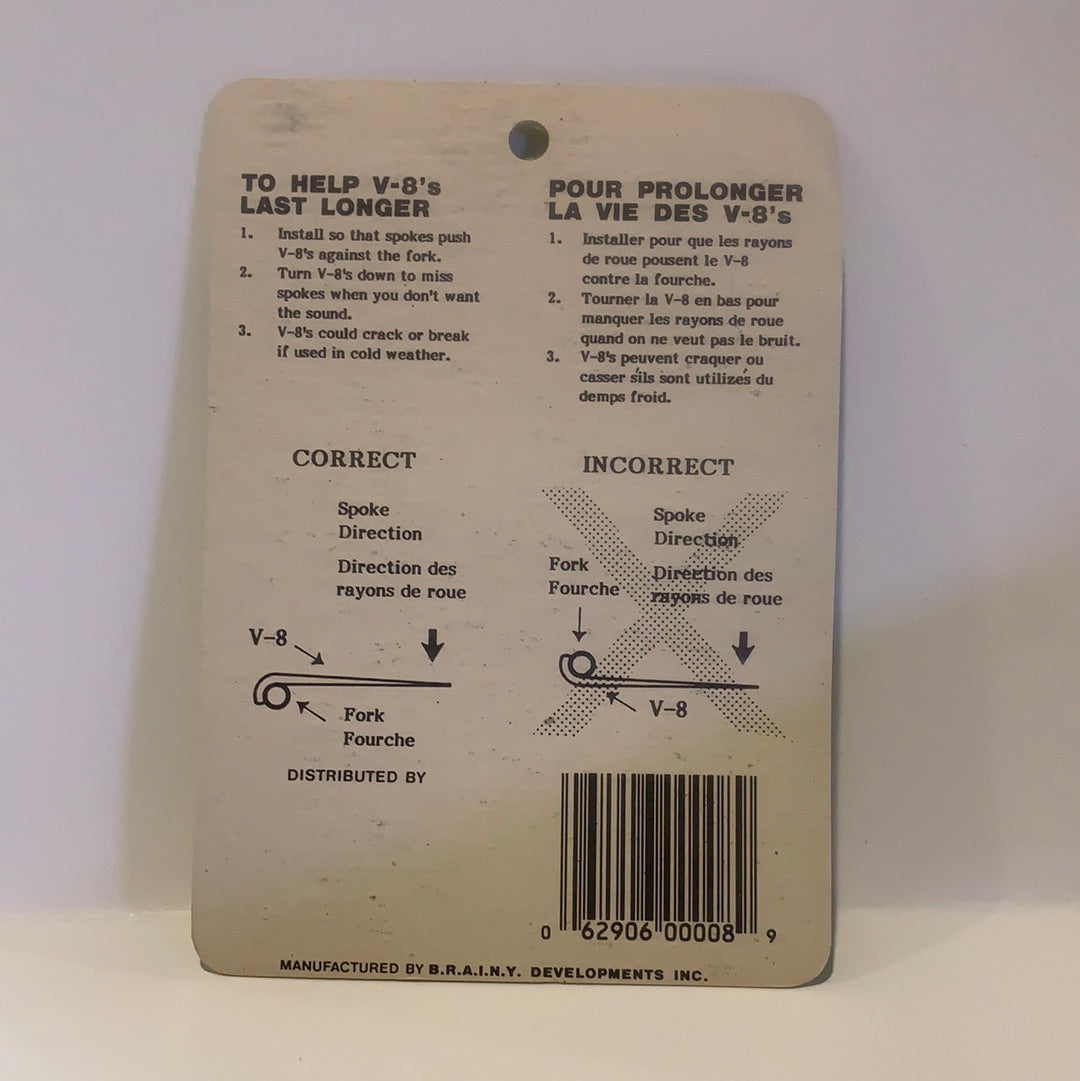 TO HELP V-8's
LAST LONGER
1. Install so that spokes push
V-8's against the fork.
2. Turn V-8's down to miss
spokes when you don't want
the sound.
3. V-8's could crack or break
if used in cold weather.
POUR PROLONGER
LA VIE DES V-8's
1. Installer pour que les rayons
de roue pousent le V-8
contre la fourche.
2. Tourner la V-8 en bas pour
manquer les rayons de roue
quand on ne veut pas le bruit.
3. V-8's peuvent craquer ou
casser s'ils sont utilizés du
demps froid.
CORRECT
Spoke
Direction
Direction des
rayons de roue
V-8
Fork
Fourche
INCORRECT
Spoke
Direction
Fork
Fourche
Direction des
rayons de roue
V-8
DISTRIBUTED BY
0 62906 00008 9
MANUFACTURED BY B.R.A.I.N.Y. DEVELOPMENTS INC.